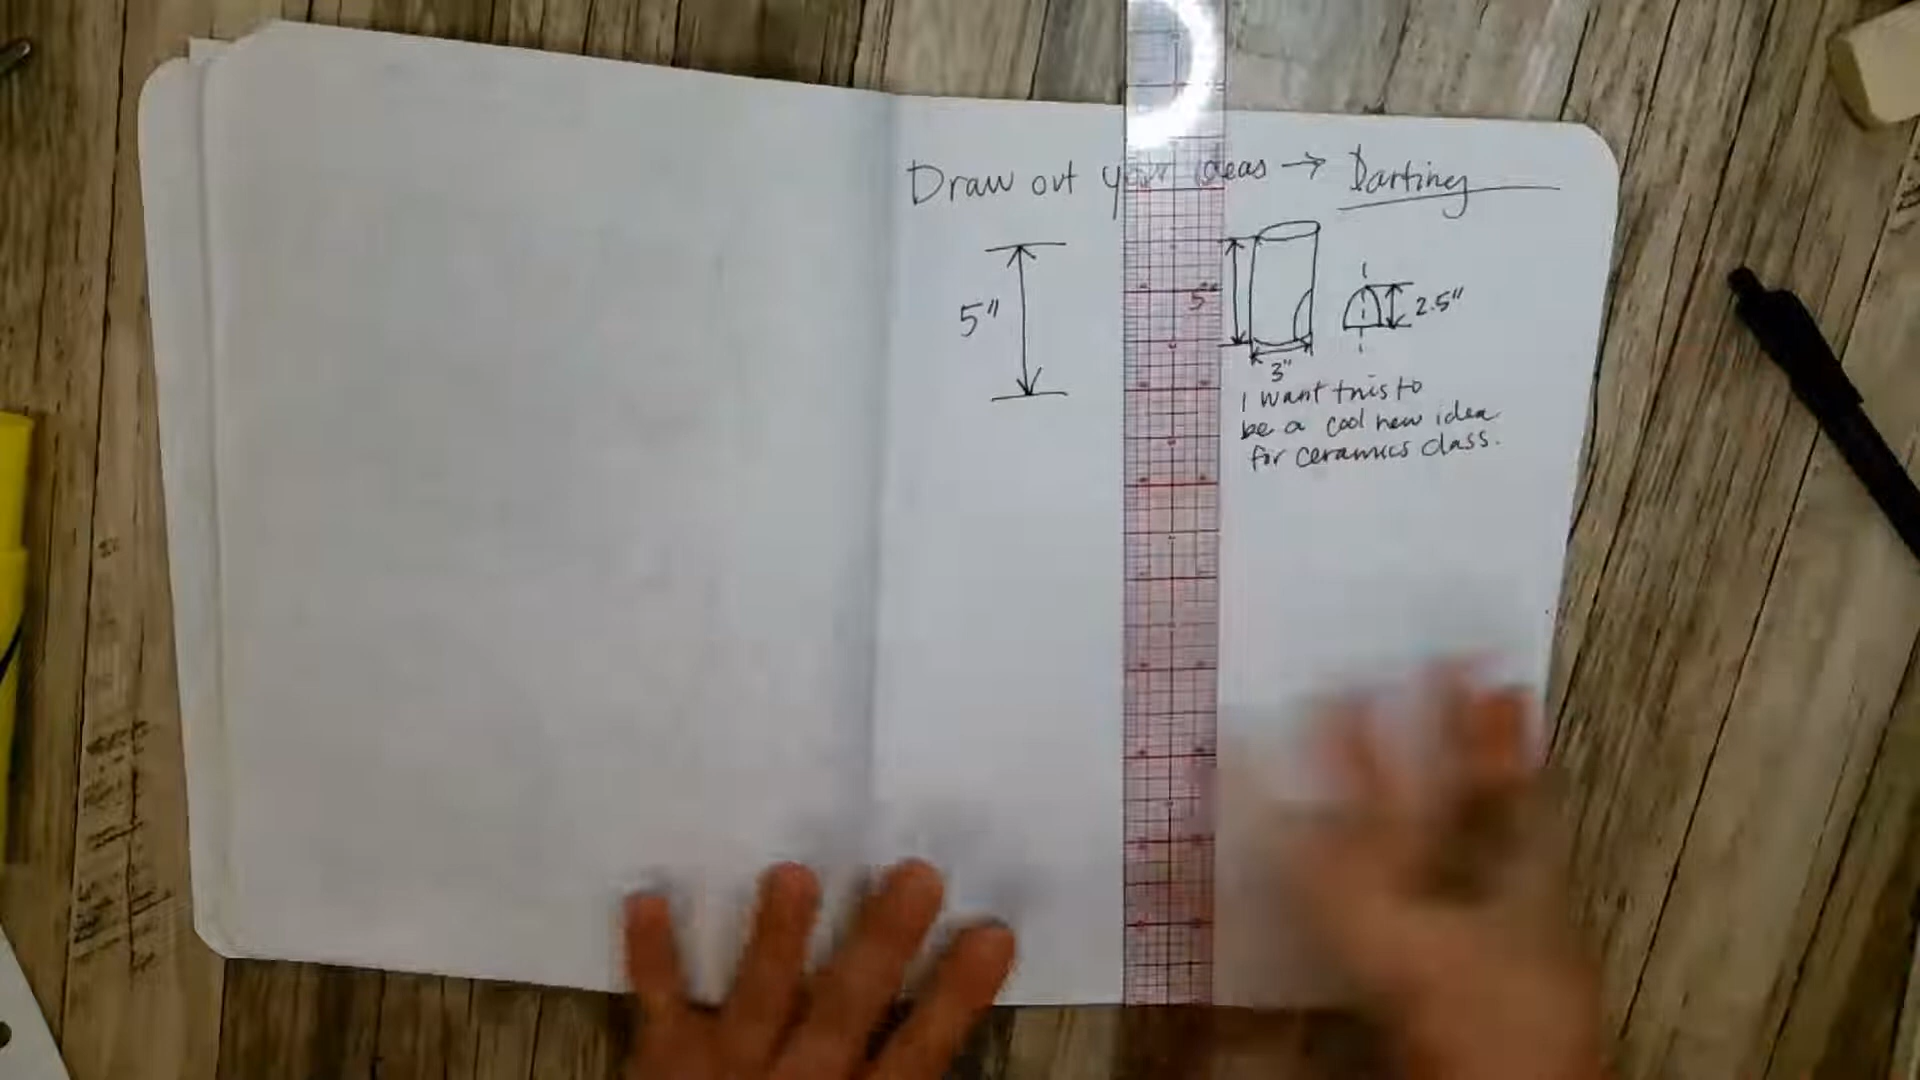 Draw out your ideas → Darting
5"
5"
2.5"
3"
I want this to
be a cool new idea
for ceramics class.